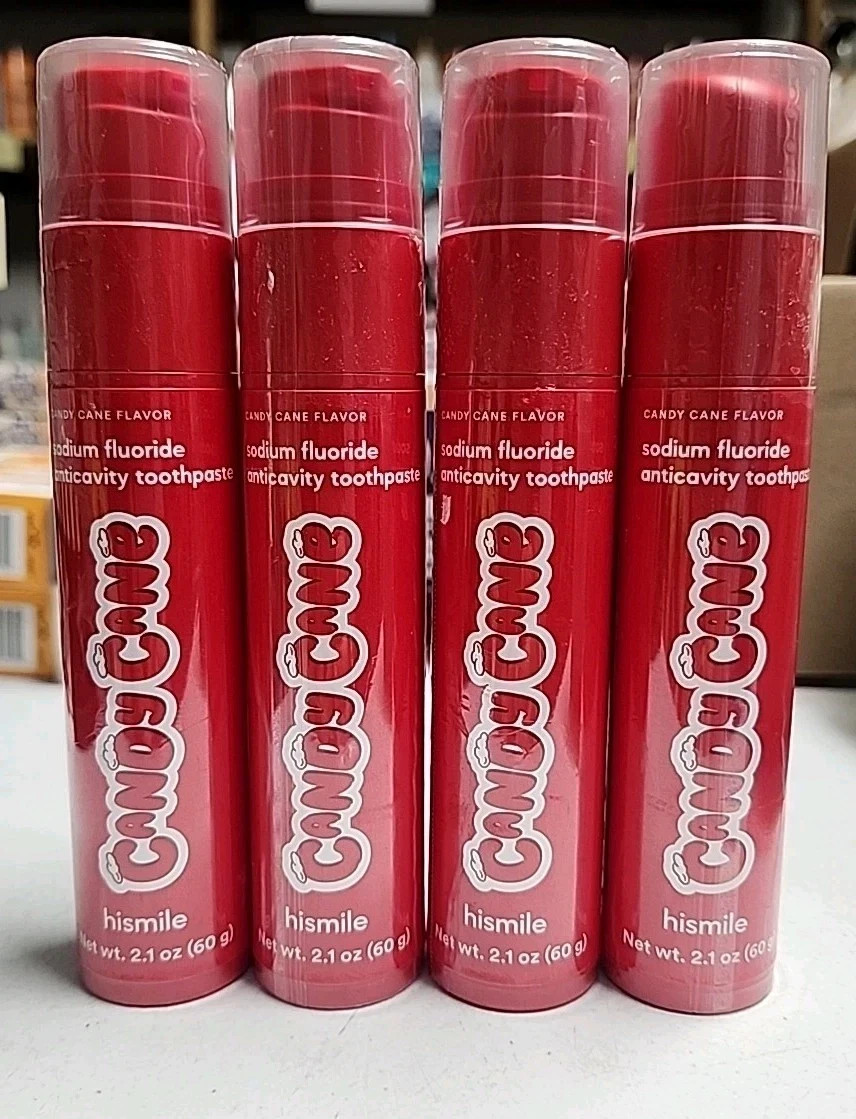 CANDY CANE FLAVOR
sodium fluoride
anticavity toothpaste
Candy Cane
hismile
Net wt. 2.1 oz (60 g)
CANDY CANE FLAVOR
sodium fluoride
anticavity toothpaste
Candy Cane
hismile
Net wt. 2.1 oz (60 g)
CANDY CANE FLAVOR
sodium fluoride
anticavity toothpaste
Candy Cane
hismile
Net wt. 2.1 oz (60 g)
CANDY CANE FLAVOR
sodium fluoride
anticavity toothpas
Candy Cane
hismile
Net wt. 2.1 oz (60 g